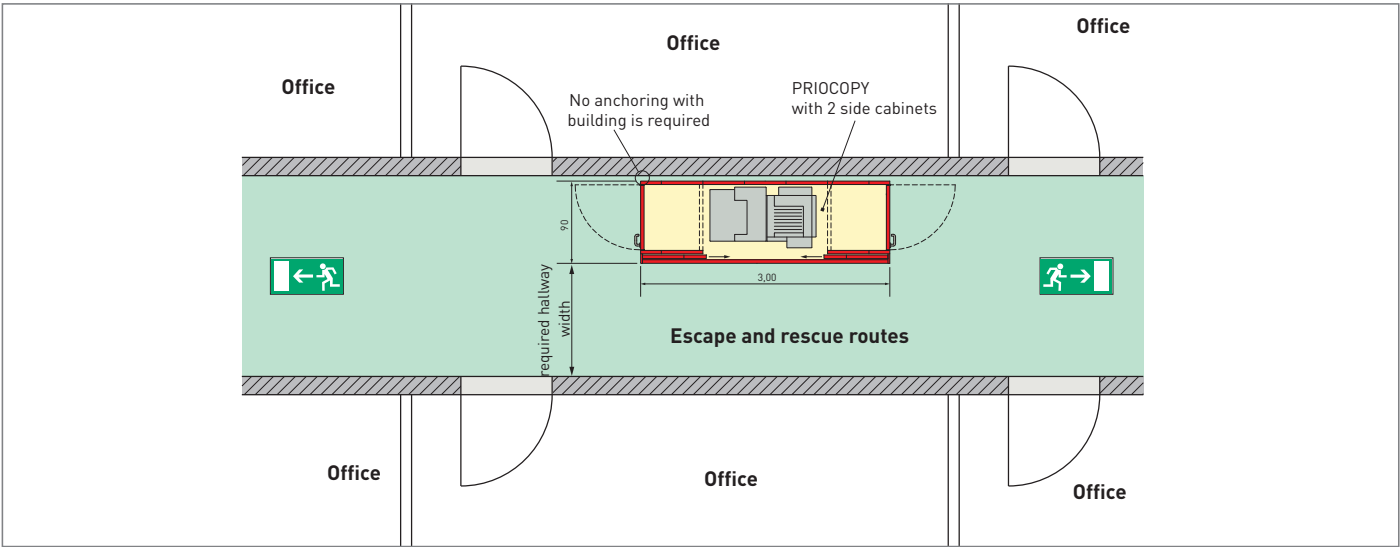 Office
Office
Office
No anchoring with
building is required
PRIOCOPY
with 2 side cabinets
90
3,00
required hallway
width
Escape and rescue routes
Office
Office
Office